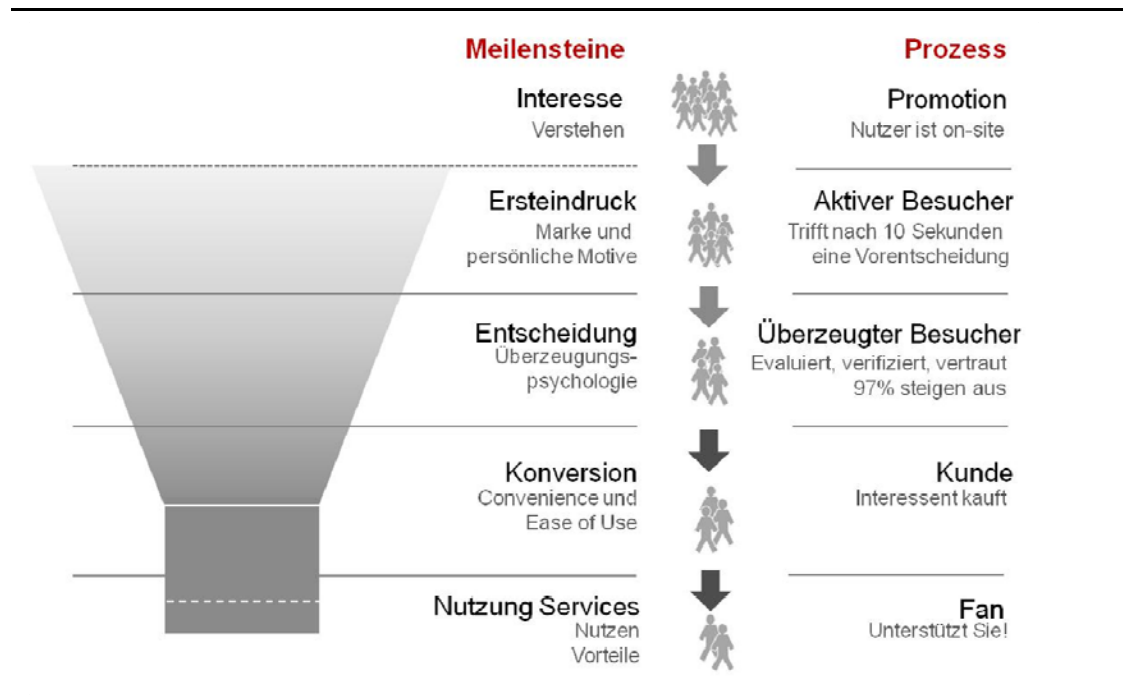 Meilensteine
Prozess
Interesse
Verstehen
Promotion
Nutzer ist on-site
Ersteindruck
Marke und
persönliche Motive
Aktiver Besucher
Trifft nach 10 Sekunden
eine Vorentscheidung
Entscheidung
Überzeugungs-
psychologie
Überzeugter Besucher
Evaluiert, verifiziert, vertraut
97% steigen aus
Konversion
Convenience und
Ease of Use
Kunde
Interessent kauft
Nutzung Services
Nutzen
Vorteile
Fan
Unterstützt Sie!